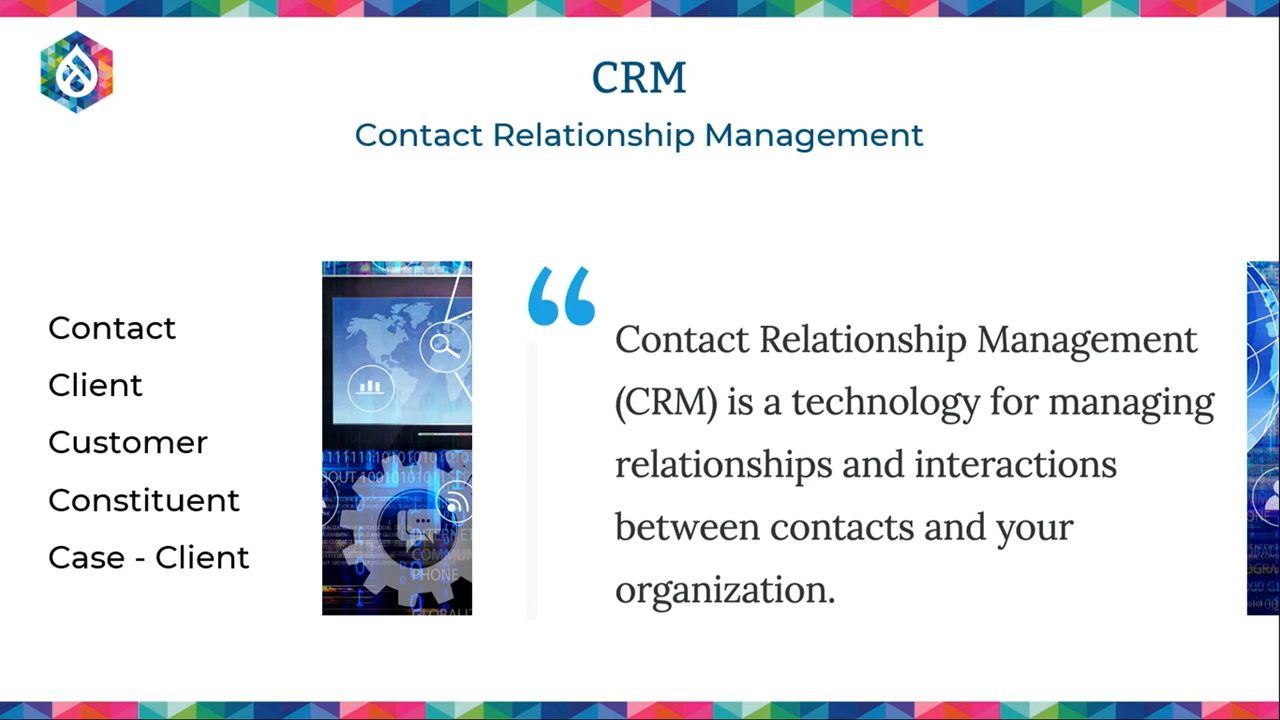 CRM
Contact Relationship Management
Contact
Client
Customer
Constituent
Case - Client
“
Contact Relationship Management
(CRM) is a technology for managing
relationships and interactions
between contacts and your
organization.
PHONE